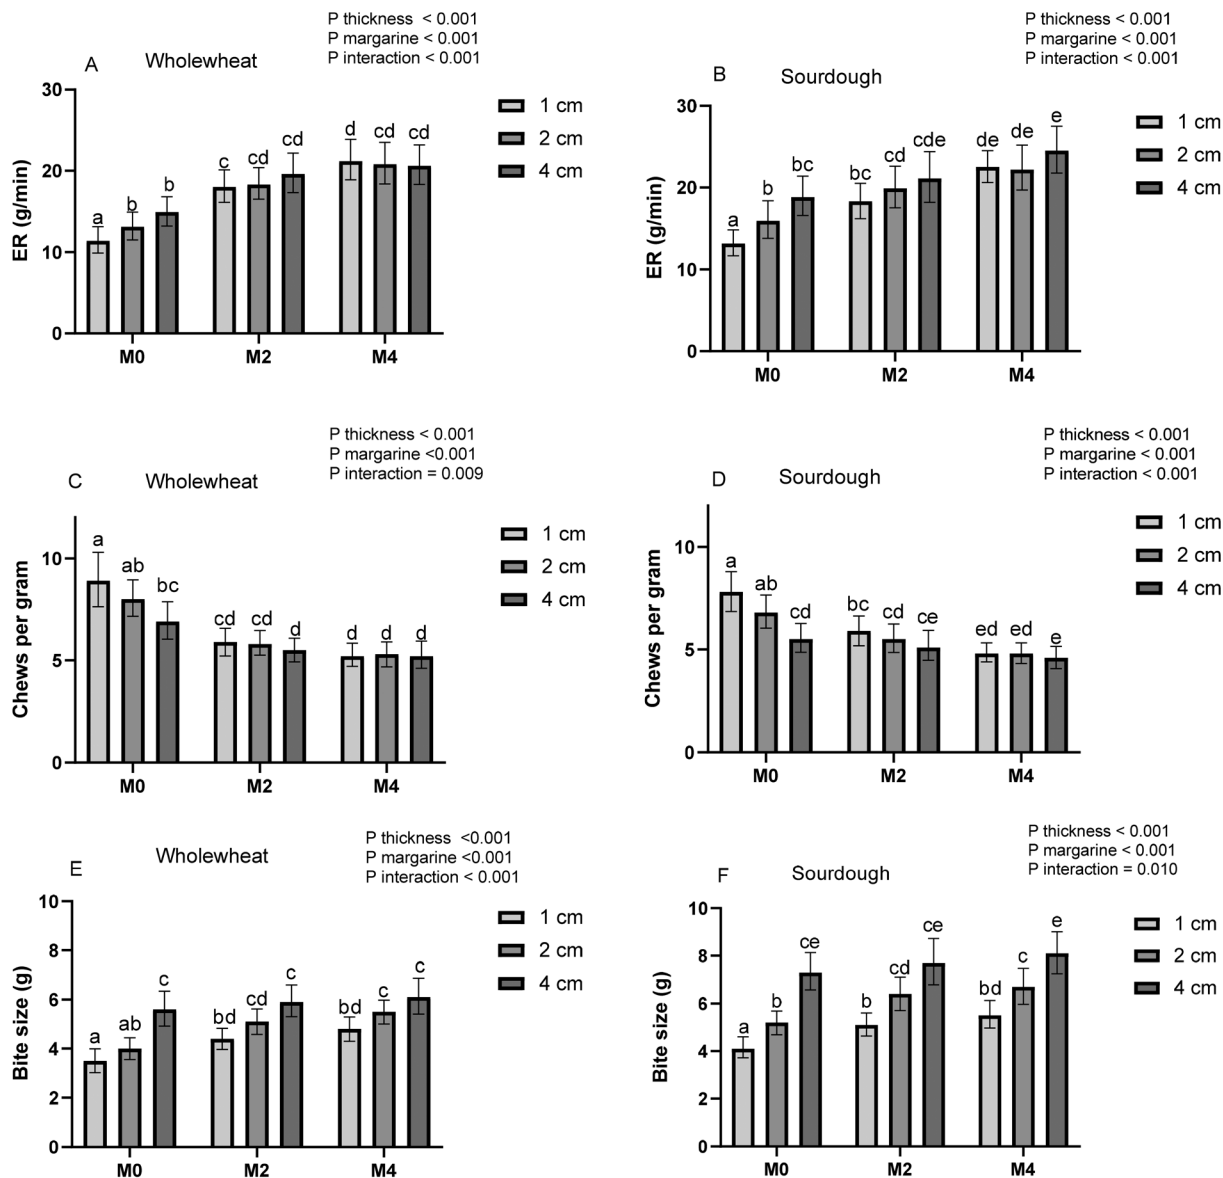 P thickness < 0.001
P margarine < 0.001
P interaction < 0.001
A
Wholewheat
30
20
10
0
ER (g/min)
a
b
b
c
cd
cd
d
cd
cd
M0
M2
M4
1 cm
2 cm
4 cm
P thickness < 0.001
P margarine < 0.001
P interaction < 0.001
B
Sourdough
30
20
10
0
ER (g/min)
a
b
bc
bc
cd
cde
de
de
e
M0
M2
M4
1 cm
2 cm
4 cm
P thickness < 0.001
P margarine <0.001
P interaction = 0.009
C
Wholewheat
10
5
0
Chews per gram
a
ab
bc
cd
cd
d
d
d
d
M0
M2
M4
1 cm
2 cm
4 cm
P thickness < 0.001
P margarine < 0.001
P interaction < 0.001
D
Sourdough
10
5
0
Chews per gram
a
ab
cd
bc
cd
ce
ed
ed
e
M0
M2
M4
1 cm
2 cm
4 cm
P thickness <0.001
P margarine <0.001
P interaction < 0.001
E
Wholewheat
10
8
6
4
2
0
Bite size (g)
a
ab
c
bd
cd
c
bd
c
c
M0
M2
M4
1 cm
2 cm
4 cm
P thickness < 0.001
P margarine < 0.001
P interaction = 0.010
F
Sourdough
10
8
6
4
2
0
Bite size (g)
a
b
ce
b
cd
ce
bd
c
e
M0
M2
M4
1 cm
2 cm
4 cm